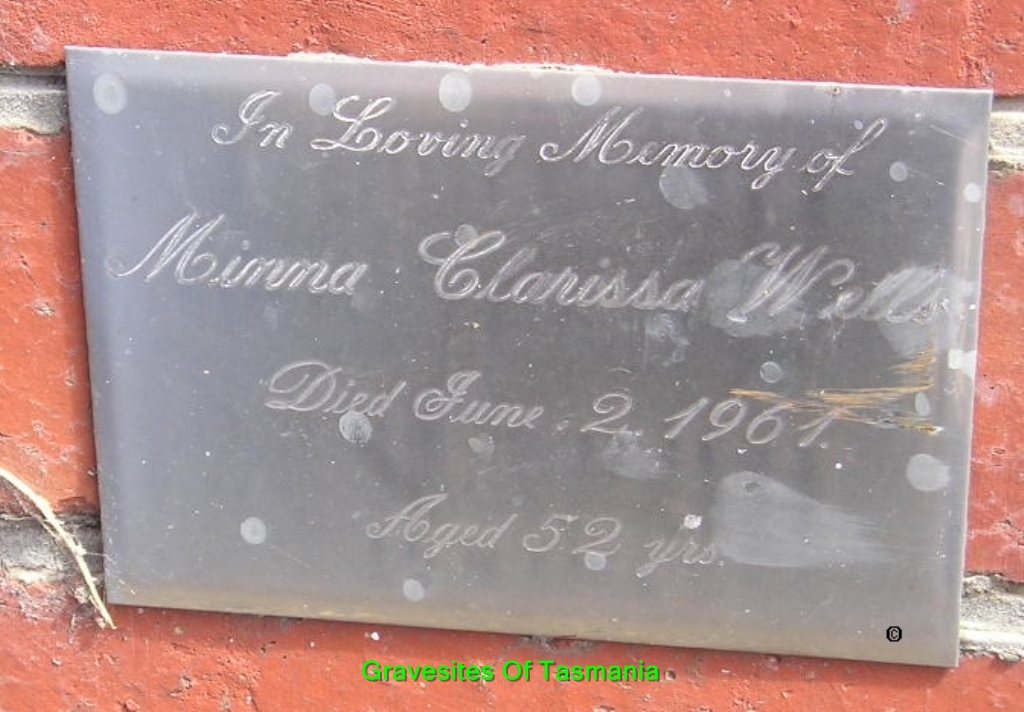 In Loving Memory of
Minna Clarissa Wells
Died June. 2. 1961.
Aged 52 yrs.
©
Gravesites Of Tasmania